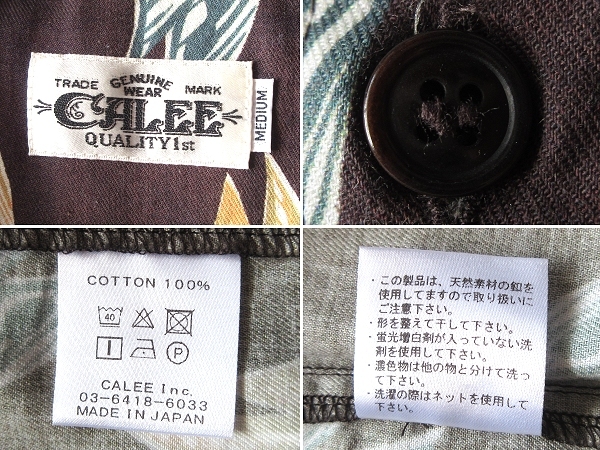 TRADE GENUINE MARK
WEAR
CALEE
QUALITY 1st
MEDIUM
COTTON 100%
40
P
CALEE Inc.
03-6418-6033
MADE IN JAPAN
・この製品は、天然素材の釦を
使用してますので取り扱いに
ご注意下さい。
・形を整えて干して下さい。
・蛍光増白剤が入っていない洗
剤を使用して下さい。
・濃色物は他の物と分けて洗っ
て下さい。
・洗濯の際はネットを使用して
下さい。